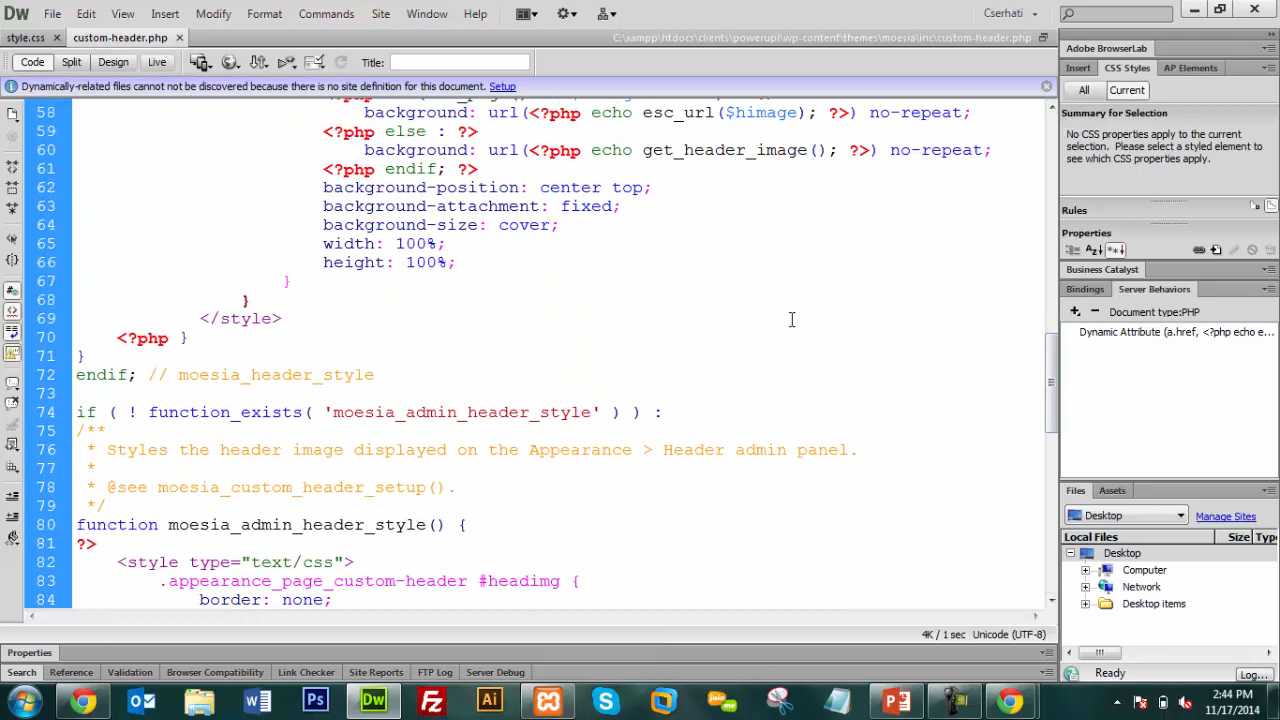 Dw File Edit View Insert Modify Format Commands Site Window Help Cserhati
style.css × custom-header.php × C:\xampp\htdocs\clients\powerupl\wp-content\themes\moesia\inc\custom-header.php
Code Split Design Live Title:
Dynamically-related files cannot not be discovered because there is no site definition for this document. Setup
58 background: url(<?php echo esc_url($himage); ?>) no-repeat;
59 <?php else : ?>
60 background: url(<?php echo get_header_image(); ?>) no-repeat;
61 <?php endif; ?>
62 background-position: center top;
63 background-attachment: fixed;
64 background-size: cover;
65 width: 100%;
66 height: 100%;
67 }
68 }
69 </style>
70 <?php }
71 }
72 endif; // moesia_header_style
73
74 if ( ! function_exists( 'moesia_admin_header_style' ) ) :
75 /**
76 * Styles the header image displayed on the Appearance > Header admin panel.
77 *
78 * @see moesia_custom_header_setup().
79 */
80 function moesia_admin_header_style() {
81 ?>
82 <style type="text/css">
83 .appearance_page_custom-header #headimg {
84 border: none;
4K / 1 sec Unicode (UTF-8)
Properties
Search Reference Validation Browser Compatibility Link Checker Site Reports FTP Log Server Debug
Adobe BrowserLab
Insert CSS Styles AP Elements
All Current
Summary for Selection
No CSS properties apply to the current
selection. Please select a styled element
to see which CSS properties apply.
Rules
Properties
Business Catalyst
Bindings Server Behaviors
Document type:PHP
Dynamic Attribute (a.href, <?php echo e...
Files Assets
Desktop Manage Sites
Local Files Size Type
Desktop
Computer
Network
Desktop items
Ready Log...
2:44 PM
11/17/2014